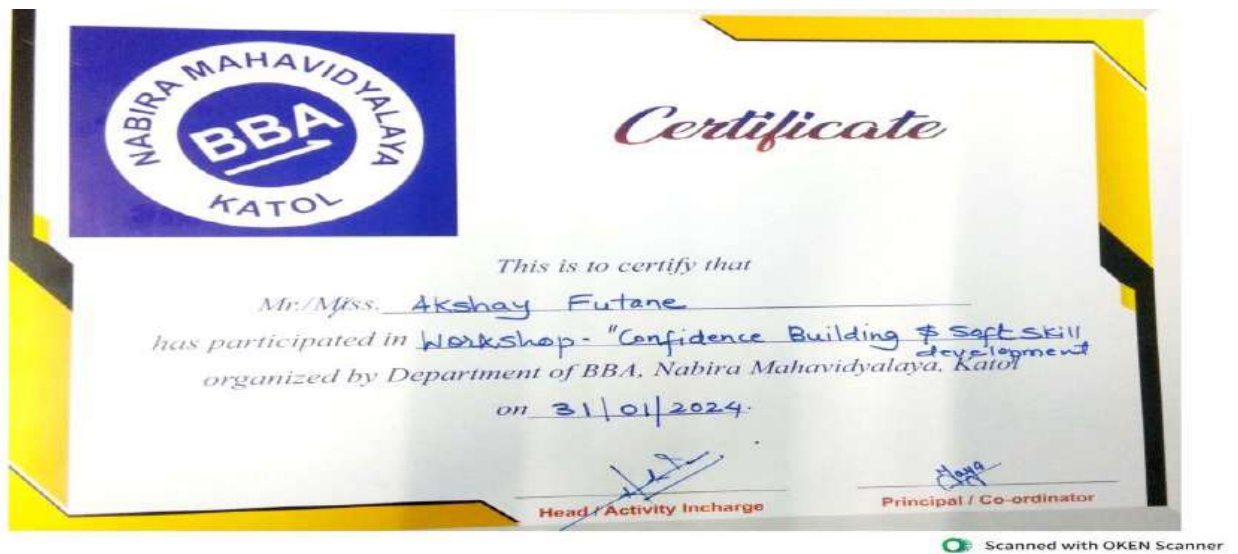 NABIRA MAHAVIDYALAYA
BBA
KATOL
Certificate
This is to certify that
Mr./Miss. Akshay Futane
has participated in Workshop - "Confidence Building & Soft Skill
development
organized by Department of BBA, Nabira Mahavidyalaya, Katol
on 31/01/2024.
Head / Activity Incharge
Principal / Co-ordinator
Scanned with OKEN Scanner